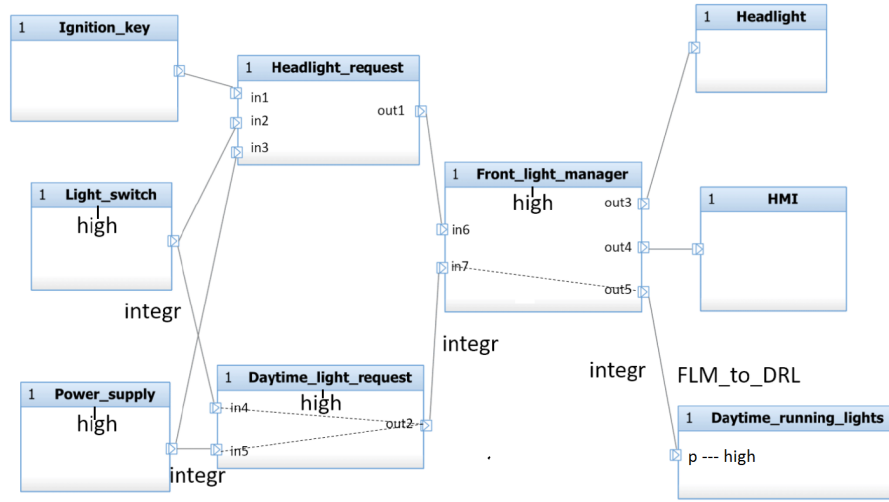 1 Ignition_key
1 Headlight_request
in1
in2
in3
out1
1 Headlight
1 Light_switch
high
1 Front_light_manager
high
in6
in7
out3
out4
out5
1 HMI
integr
integr
integr
FLM_to_DRL
1 Power_supply
high
integr
1 Daytime_light_request
high
in4
in5
out2
1 Daytime_running_lights
p --- high